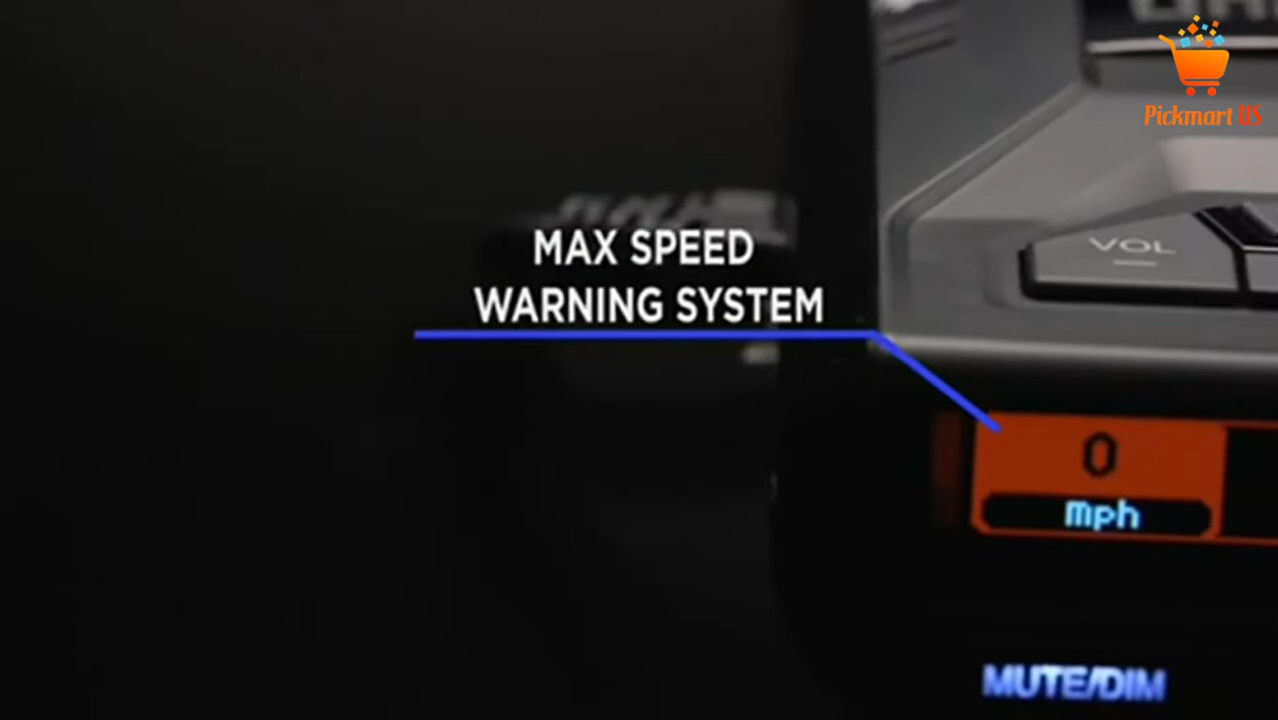 Pickmart US
VOL
MAX SPEED
WARNING SYSTEM
0
mph
MUTE/DIM